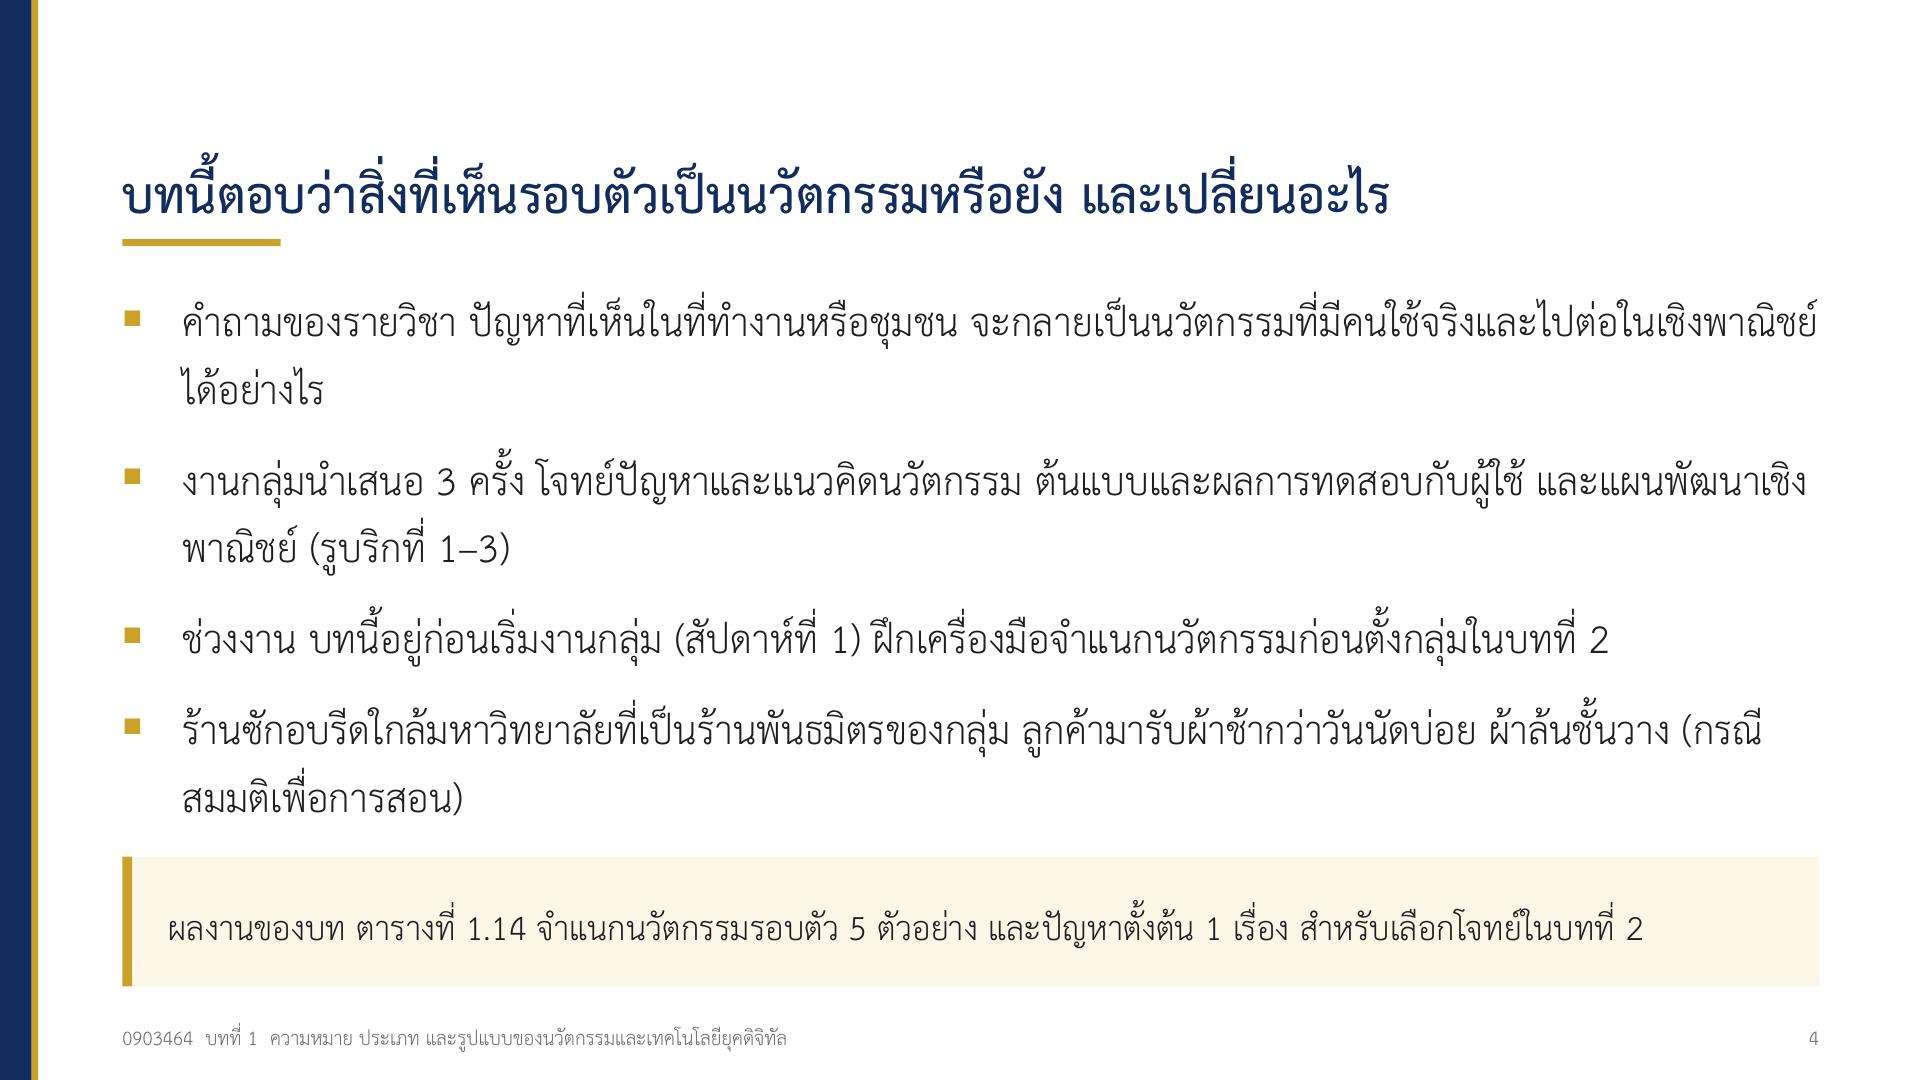 บทนี้ตอบว่าสิ่งที่เห็นรอบตัวเป็นนวัตกรรมหรือยัง และเปลี่ยนอะไร
▪ คำถามของรายวิชา ปัญหาที่เห็นในที่ทำงานหรือชุมชน จะกลายเป็นนวัตกรรมที่มีคนใช้จริงและไปต่อในเชิงพาณิชย์
ได้อย่างไร
▪ งานกลุ่มนำเสนอ 3 ครั้ง โจทย์ปัญหาและแนวคิดนวัตกรรม ต้นแบบและผลการทดสอบกับผู้ใช้ และแผนพัฒนาเชิง
พาณิชย์ (รูบริกที่ 1–3)
▪ ช่วงงาน บทนี้อยู่ก่อนเริ่มงานกลุ่ม (สัปดาห์ที่ 1) ฝึกเครื่องมือจำแนกนวัตกรรมก่อนตั้งกลุ่มในบทที่ 2
▪ ร้านซักอบรีดใกล้มหาวิทยาลัยที่เป็นร้านพันธมิตรของกลุ่ม ลูกค้ามารับผ้าช้ากว่าวันนัดบ่อย ผ้าล้นชั้นวาง (กรณี
สมมติเพื่อการสอน)
ผลงานของบท ตารางที่ 1.14 จำแนกนวัตกรรมรอบตัว 5 ตัวอย่าง และปัญหาตั้งต้น 1 เรื่อง สำหรับเลือกโจทย์ในบทที่ 2
0903464 บทที่ 1 ความหมาย ประเภท และรูปแบบของนวัตกรรมและเทคโนโลยียุคดิจิทัล
4